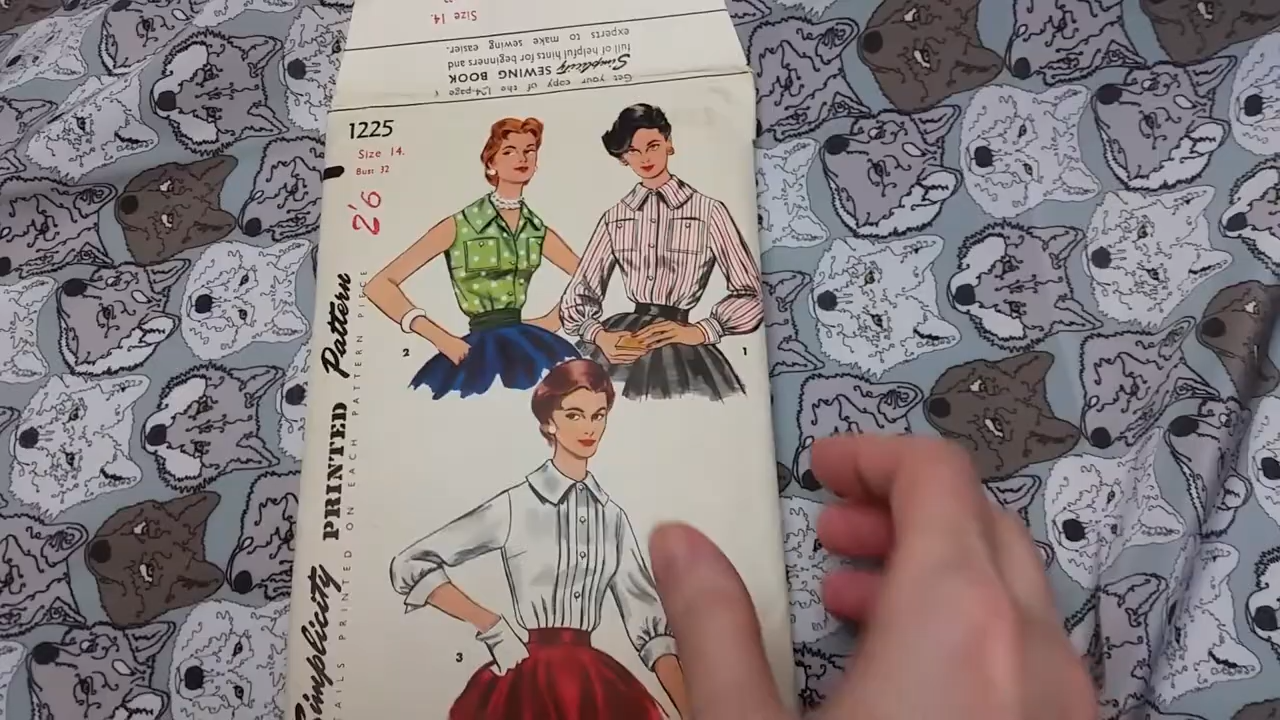 Size 14.
experts to make sewing easier.
full of helpful hints for beginners and
Simplicity SEWING BOOK
Get your copy of the 124-page
1225
Size 14.
Bust 32
2'6
2
1
3
Simplicity PRINTED Pattern
TAILS PRINTED ON EACH PATTERN PIECE